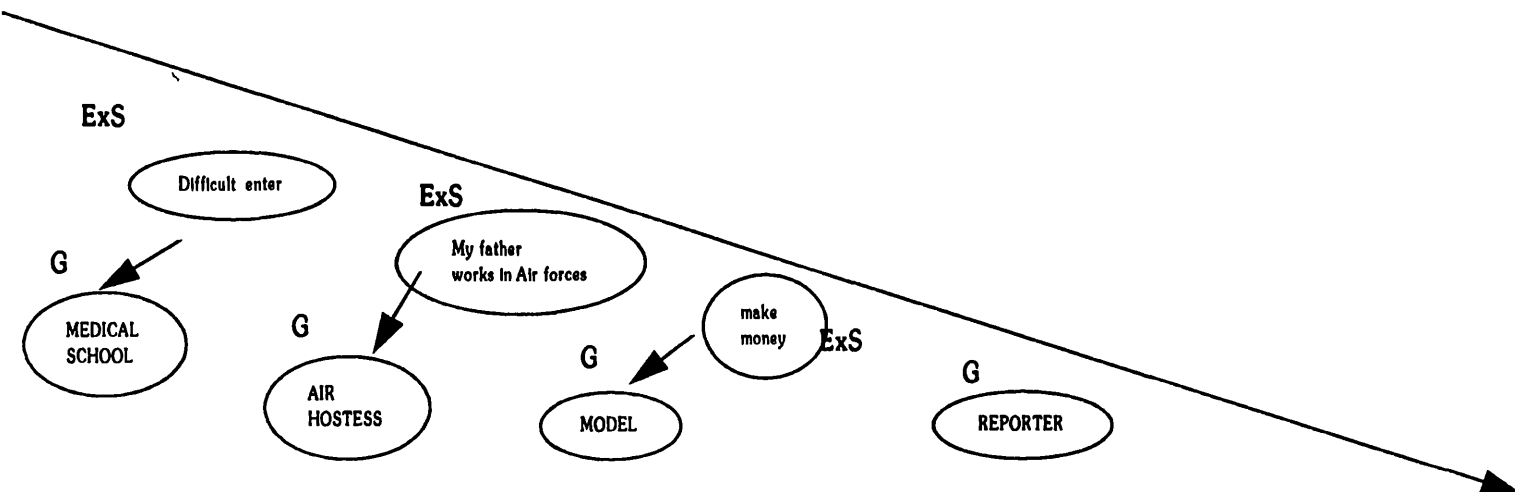 ExS
Difficult enter
G
MEDICAL
SCHOOL
ExS
My father
works in Air forces
G
AIR
HOSTESS
make
money
ExS
G
MODEL
G
REPORTER